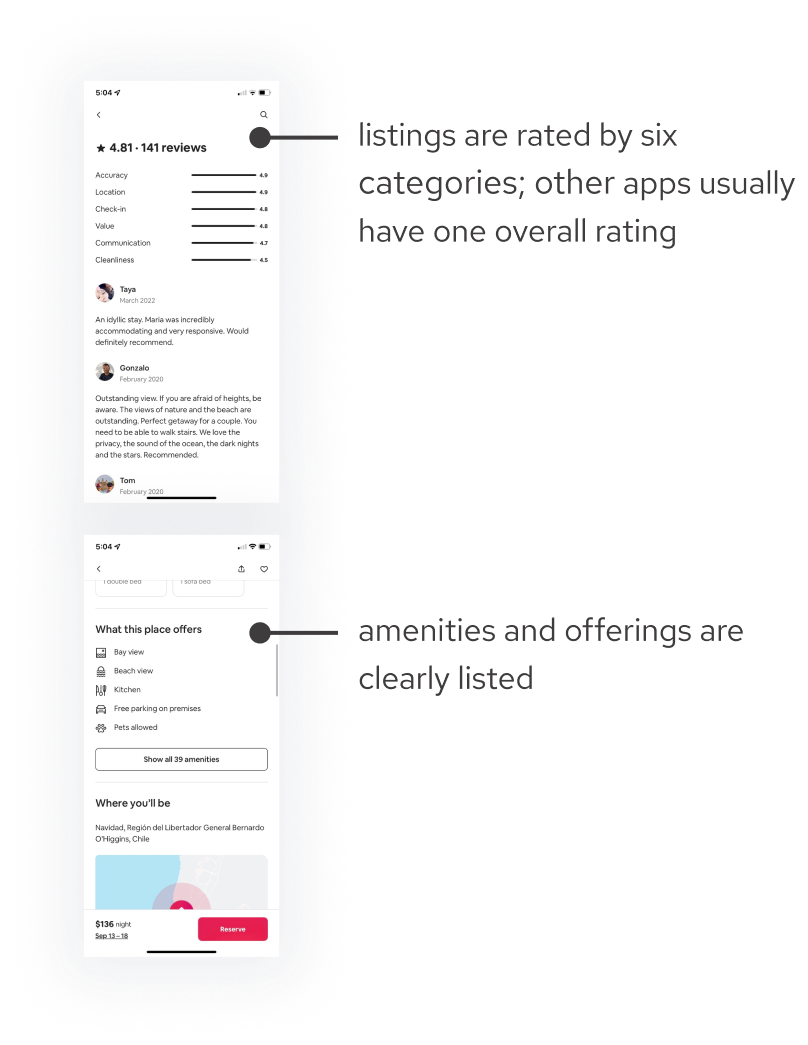 5:04
★ 4.81 · 141 reviews
Accuracy 4.9
Location 4.9
Check-in 4.8
Value 4.8
Communication 4.7
Cleanliness 4.5
Taya
March 2022
An idyllic stay. Maria was incredibly
accommodating and very responsive. Would
definitely recommend.
Gonzalo
February 2020
Outstanding view. If you are afraid of heights, be
aware. The views of nature and the beach are
outstanding. Perfect getaway for a couple. You
need to be able to walk stairs. We love the
privacy, the sound of the ocean, the dark nights
and the stars. Recommended.
Tom
February 2020
listings are rated by six
categories; other apps usually
have one overall rating
5:04
1 double bed 1 sofa bed
What this place offers
Bay view
Beach view
Kitchen
Free parking on premises
Pets allowed
Show all 39 amenities
Where you'll be
Navidad, Región del Libertador General Bernardo
O'Higgins, Chile
$136 night
Sep 13 – 18
Reserve
amenities and offerings are
clearly listed